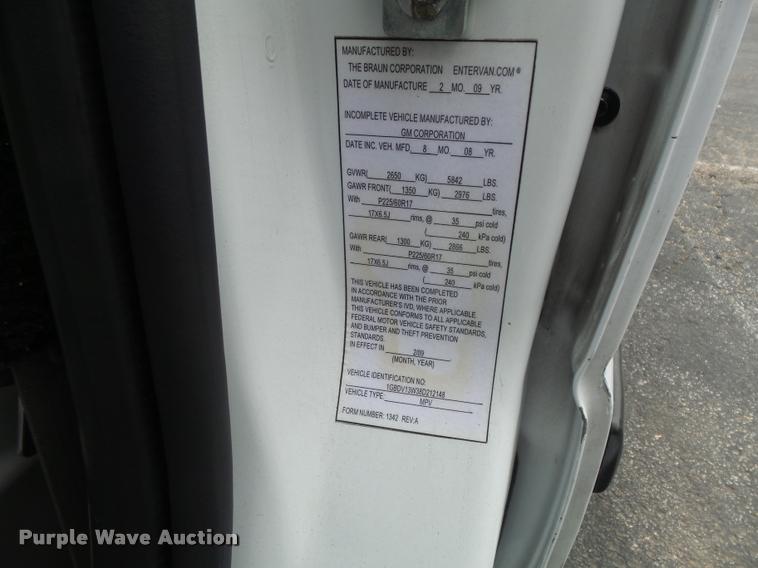 MANUFACTURED BY:
THE BRAUN CORPORATION ENTERVAN.COM®
DATE OF MANUFACTURE 2 MO. 09 YR.
INCOMPLETE VEHICLE MANUFACTURED BY:
GM CORPORATION
DATE INC. VEH. MFD. 8 MO. 08 YR.
GVWR( 2650 KG) 5842 LBS.
GAWR FRONT( 1350 KG) 2976 LBS.
With P225/60R17 tires,
17X6.5J rims, @ 35 psi cold
( 240 kPa cold)
GAWR REAR( 1300 KG) 2866 LBS.
With P225/60R17 tires,
17X6.5J rims, @ 35 psi cold
( 240 kPa cold)
THIS VEHICLE HAS BEEN COMPLETED
IN ACCORDANCE WITH THE PRIOR
MANUFACTURER'S IVD, WHERE APPLICABLE.
THIS VEHICLE CONFORMS TO ALL APPLICABLE
FEDERAL MOTOR VEHICLE SAFETY STANDARDS,
AND BUMPER AND THEFT PREVENTION
STANDARDS.
IN EFFECT IN 2/09
(MONTH, YEAR)
VEHICLE IDENTIFICATION NO:
1GBDV13W38D212148
VEHICLE TYPE: MPV
FORM NUMBER: 1342 REV:A
Purple Wave Auction